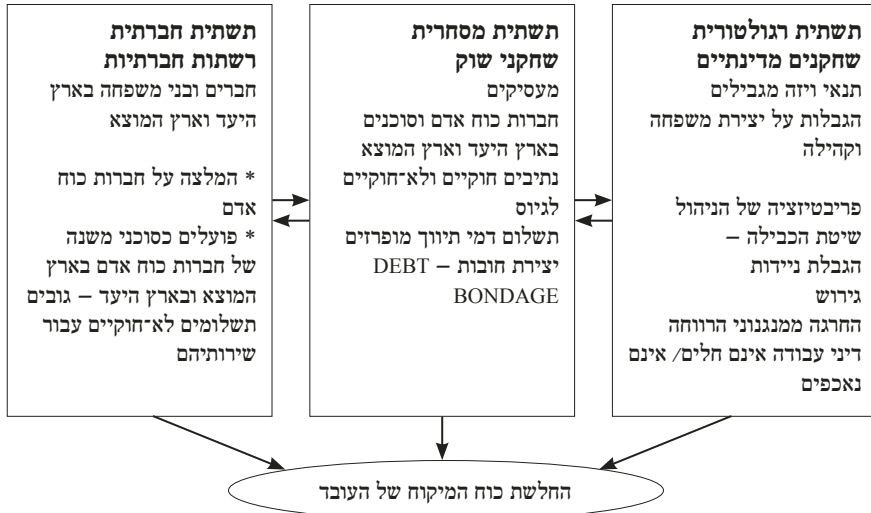 תשתית רגולטורית
שחקנים מדינתיים
תנאי ויזה מגבילים
הגבלות על יצירת משפחה
וקהילה
פריבטיזציה של הניהול
שיטת הכבילה –
הגבלת ניידות
גירוש
החרגה ממנגנוני הרווחה
דיני עבודה אינם חלים/ אינם
נאכפים
תשתית מסחרית
שחקני שוק
מעסיקים
חברות כוח אדם וסוכנים
בארץ היעד וארץ המוצא
נתיבים חוקיים ולא־חוקיים
לגיוס
תשלום דמי תיווך מופרזים
יצירת חובות – DEBT
BONDAGE
תשתית חברתית
רשתות חברתיות
חברים ובני משפחה בארץ
היעד וארץ המוצא
* המלצה על חברות כוח
אדם
* פועלים כסוכני משנה
של חברות כוח אדם בארץ
המוצא ובארץ היעד – גובים
תשלומים לא־חוקיים עבור
שירותיהם
החלשת כוח המיקוח של העובד